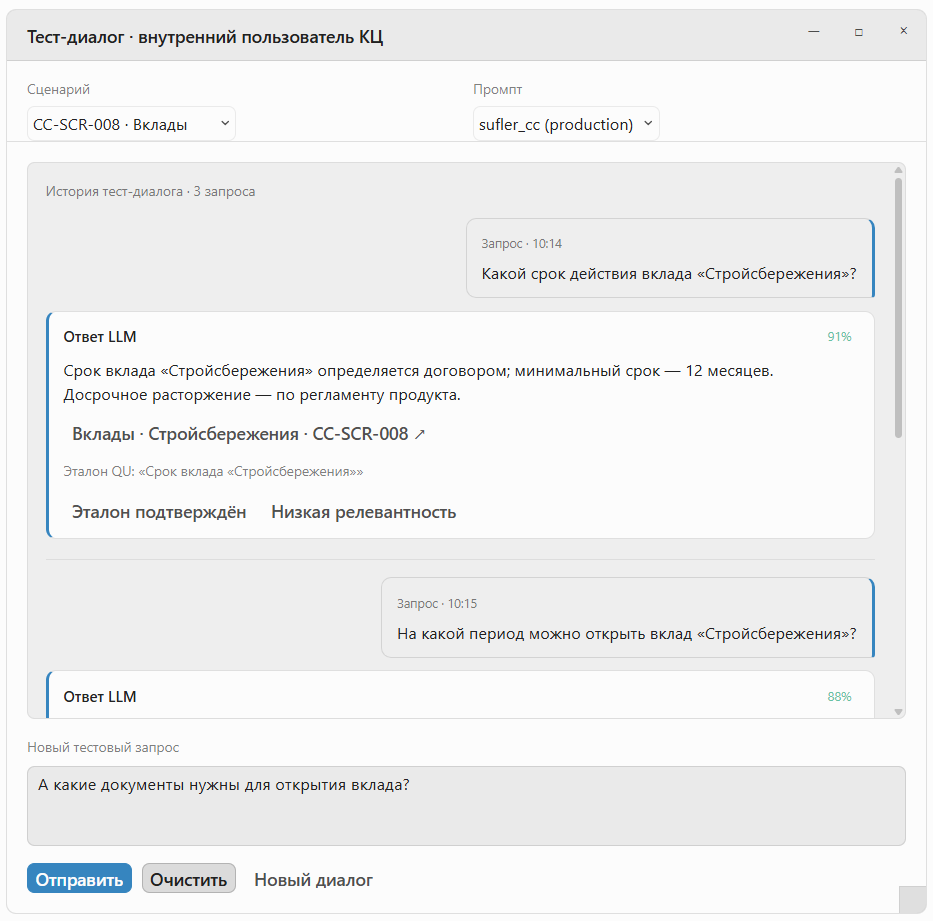 Тест-диалог · внутренний пользователь КЦ
Сценарий
Промпт
CC-SCR-008 · Вклады
sufler_cc (production)
История тест-диалога · 3 запроса
Запрос · 10:14
Какой срок действия вклада «Стройсбережения»?
Ответ LLM
91%
Срок вклада «Стройсбережения» определяется договором; минимальный срок — 12 месяцев.
Досрочное расторжение — по регламенту продукта.
Вклады · Стройсбережения · CC-SCR-008 ↗
Эталон QU: «Срок вклада «Стройсбережения»»
Эталон подтверждён
Низкая релевантность
Запрос · 10:15
На какой период можно открыть вклад «Стройсбережения»?
Ответ LLM
88%
Новый тестовый запрос
А какие документы нужны для открытия вклада?
Отправить
Очистить
Новый диалог